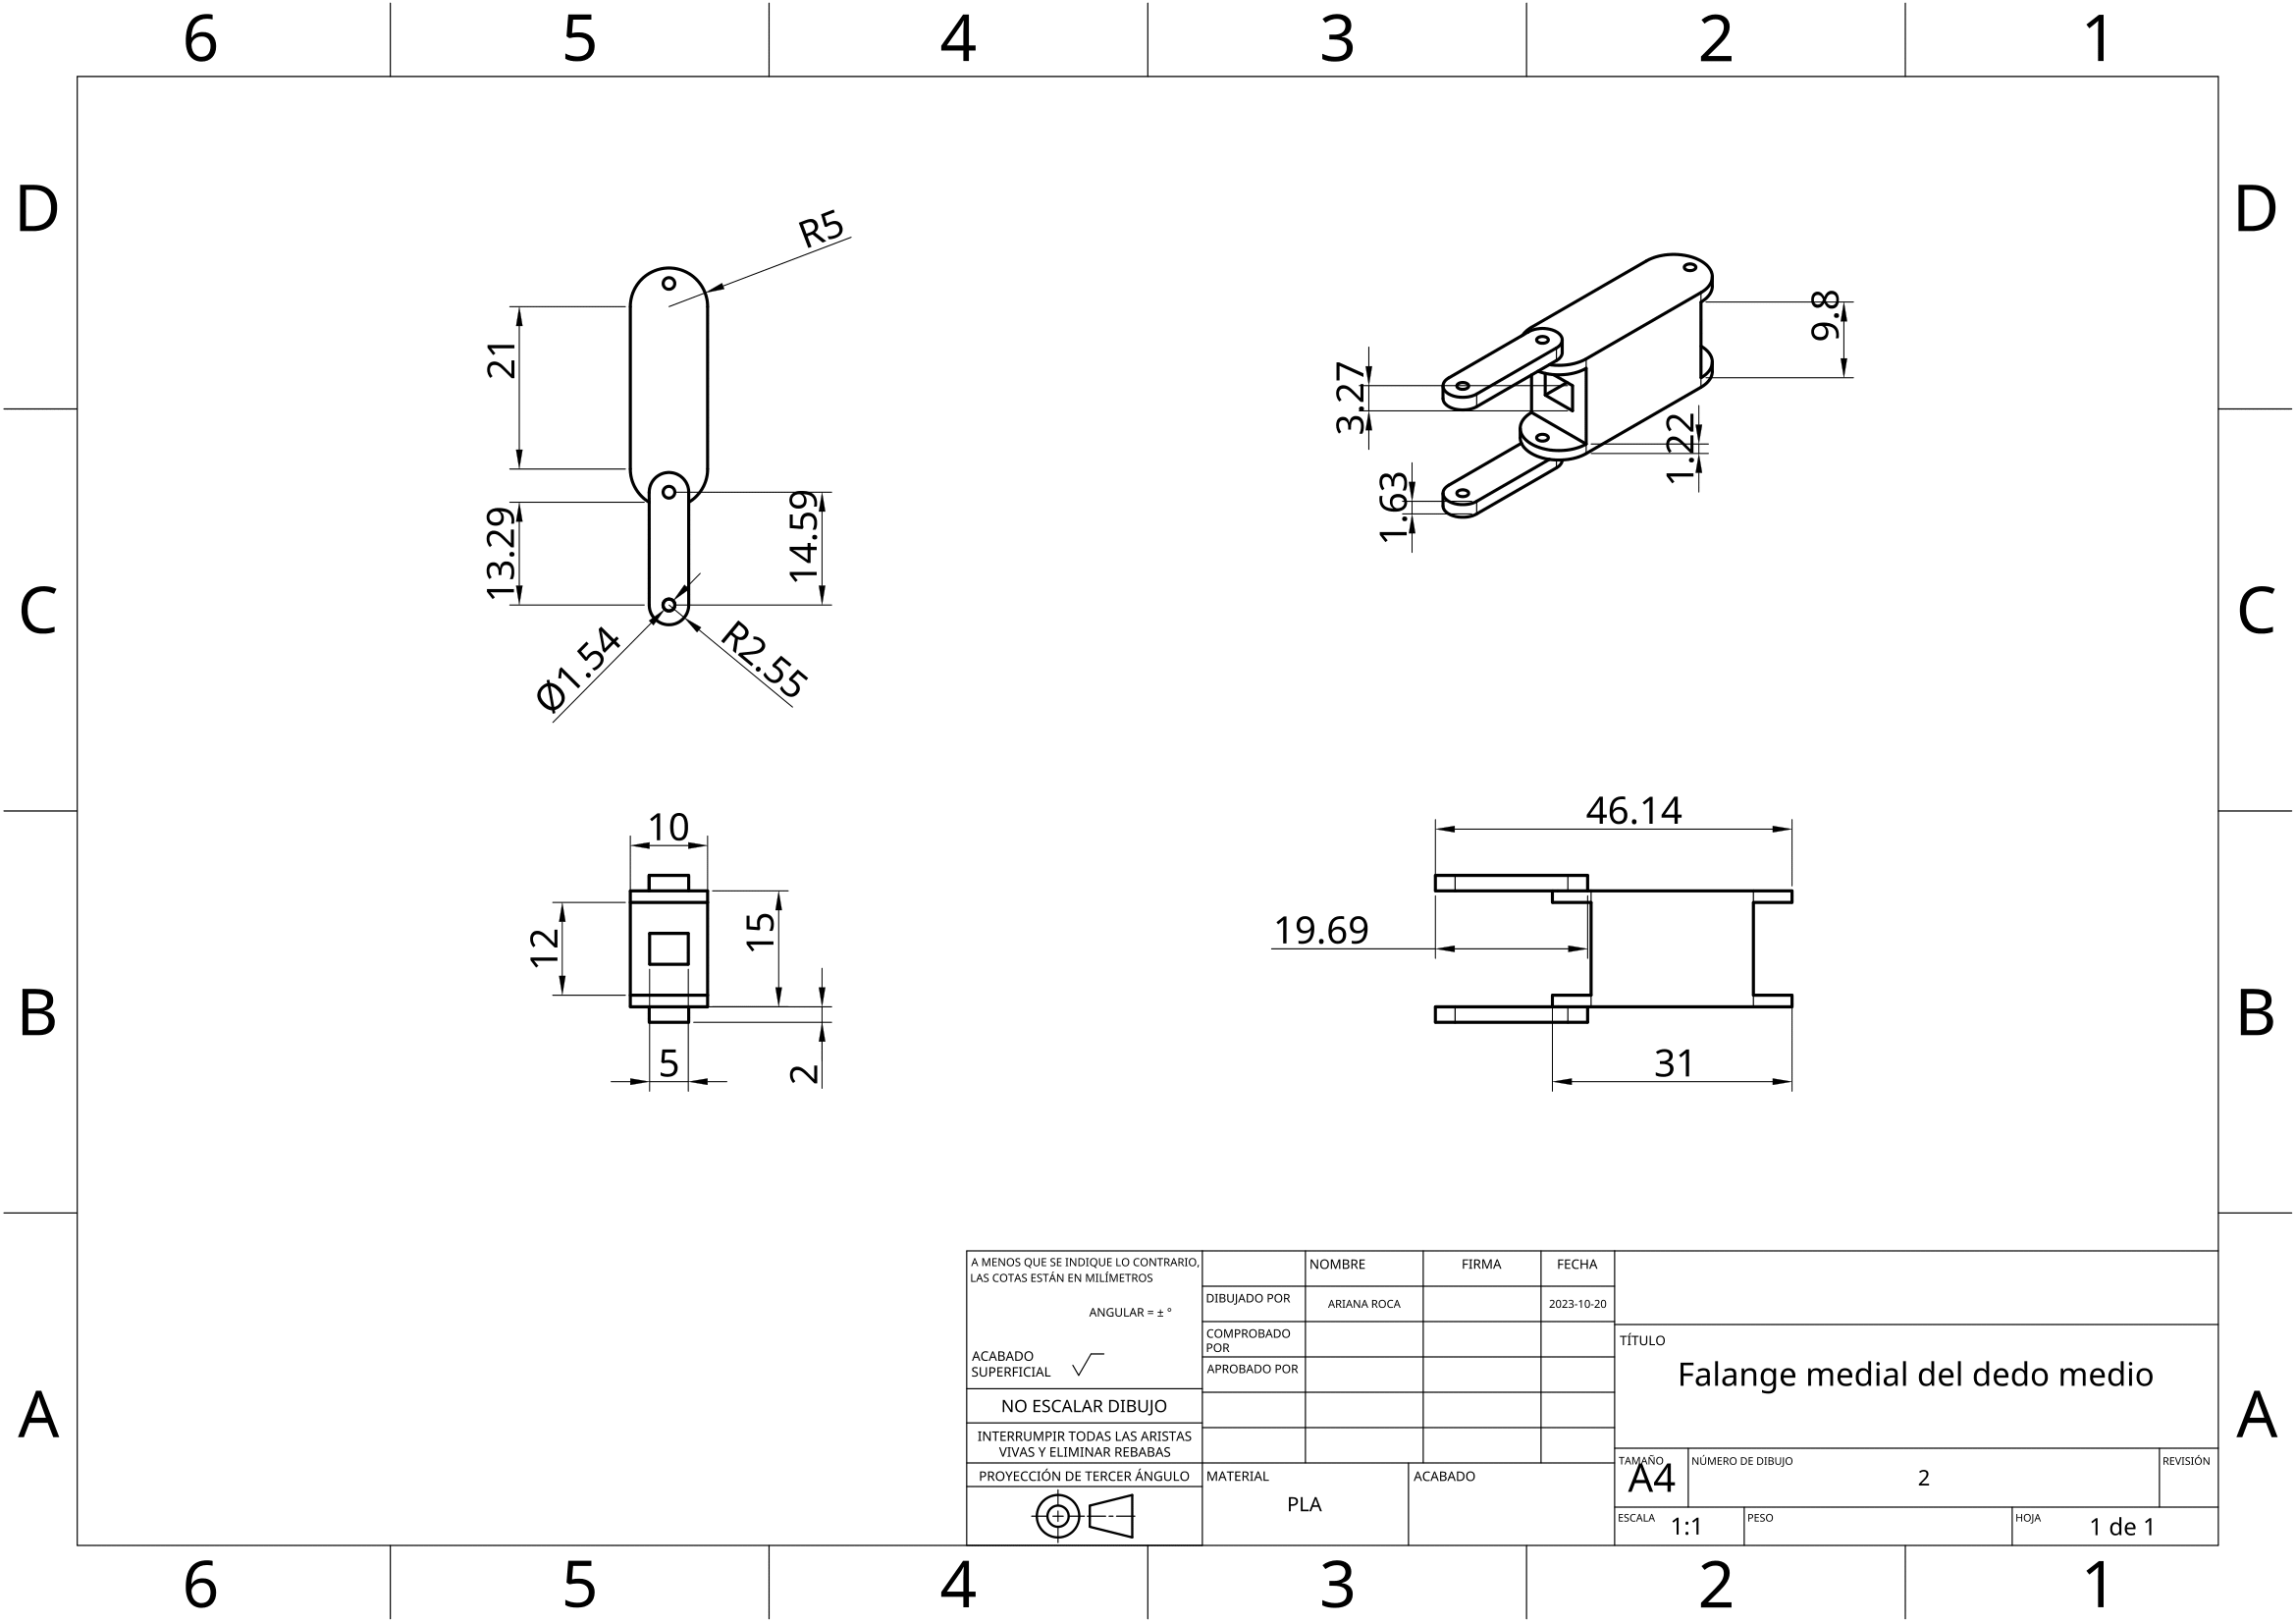 6 5 4 3 2 1
D D
R5
21
13.29
14.59
Ø1.54
R2.55
9.8
3.27
1.22
1.63
C C
10
12
15
5
2
46.14
19.69
31
B B
A MENOS QUE SE INDIQUE LO CONTRARIO,
LAS COTAS ESTÁN EN MILÍMETROS
ANGULAR = ± °
ACABADO
SUPERFICIAL
NO ESCALAR DIBUJO
INTERRUMPIR TODAS LAS ARISTAS
VIVAS Y ELIMINAR REBABAS
PROYECCIÓN DE TERCER ÁNGULO
NOMBRE FIRMA FECHA
DIBUJADO POR ARIANA ROCA 2023-10-20
COMPROBADO
POR
APROBADO POR
MATERIAL
PLA
ACABADO
TÍTULO
Falange medial del dedo medio
TAMAÑO
A4
NÚMERO DE DIBUJO
2
REVISIÓN
ESCALA 1:1
PESO
HOJA 1 de 1
A A
6 5 4 3 2 1